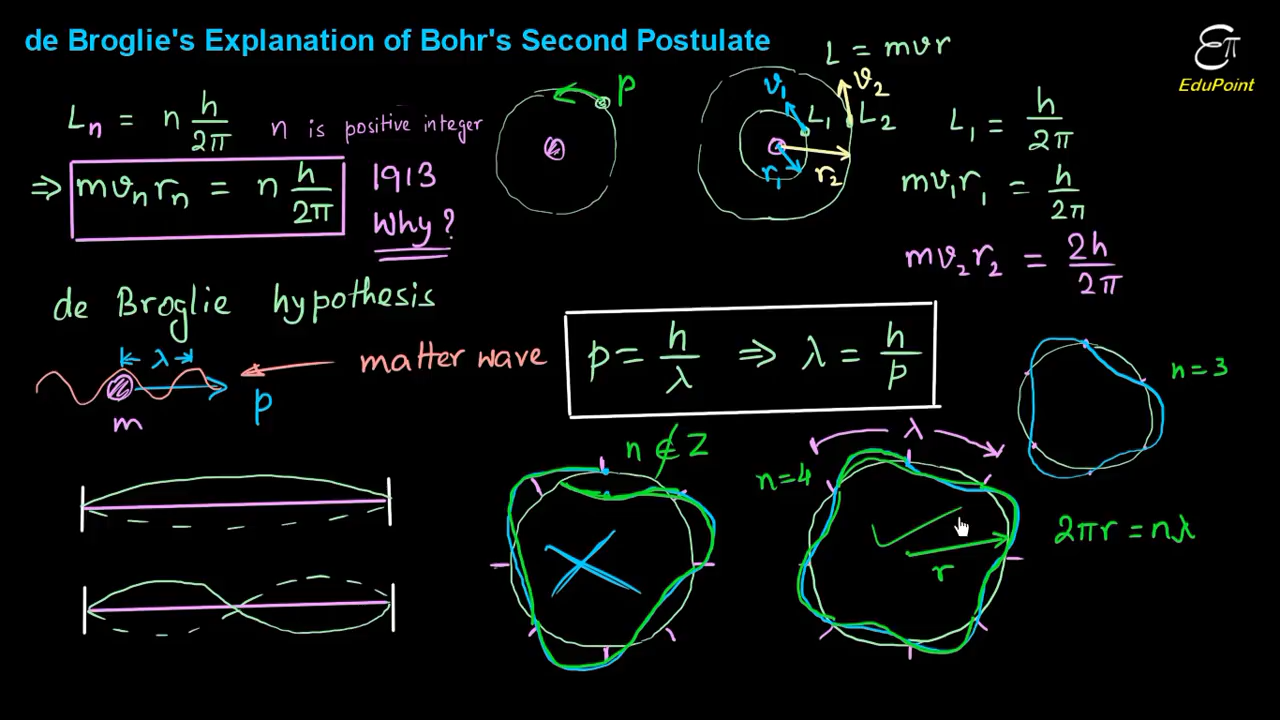 de Broglie's Explanation of Bohr's Second Postulate
επ
EduPoint
Lₙ = n h/2π n is positive integer
⇒ mvₙrₙ = n h/2π
1913
Why?
p
L = mvr
v₁
v₂
L₁
L₂
r₁
r₂
L₁ = h/2π
mv₁r₁ = h/2π
mv₂r₂ = 2h/2π
de Broglie hypothesis
λ
matter wave
p
m
p = h/λ ⇒ λ = h/p
n = 3
n ∉ Z
n=4
λ
r
2πr = nλ